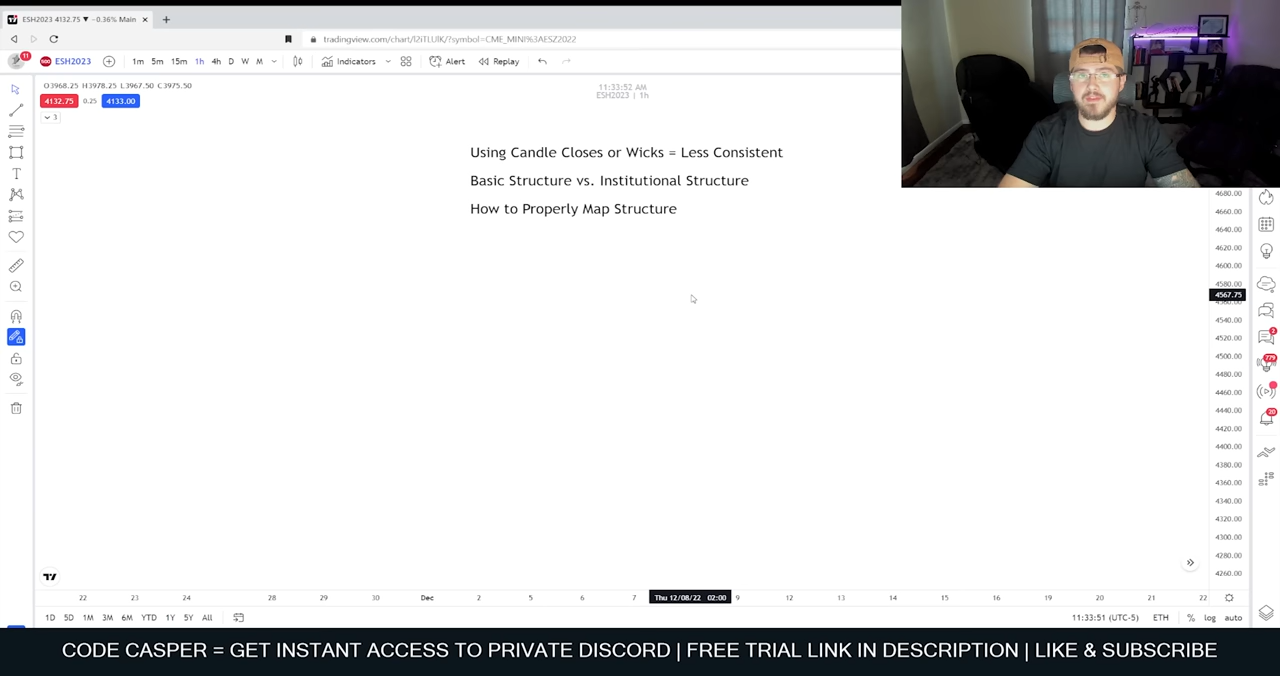 ESH2023 4132.75 ▼ −0.36% Main
tradingview.com/chart/l2iTLUlK/?symbol=CME_MINI%3AESZ2022
11
ESH2023
1m 5m 15m 1h 4h D W M
Indicators
Alert
Replay
O3968.25 H3978.25 L3967.50 C3975.50
4132.75 0.25 4133.00
3
11:33:52 AM
ESH2023 | 1h
Using Candle Closes or Wicks = Less Consistent
Basic Structure vs. Institutional Structure
How to Properly Map Structure
4680.00
4660.00
4640.00
4620.00
4600.00
4580.00
4567.75
4540.00
4520.00
4500.00
4480.00
4460.00
4440.00
4420.00
4400.00
4380.00
4360.00
4340.00
4320.00
4300.00
4280.00
4260.00
2
779
20
22 23 24 28 29 30 Dec 2 5 6 7 Thu 12/08/22 02:00 9 12 13 14 15 16 19 20 21 22
1D 5D 1M 3M 6M YTD 1Y 5Y All
11:33:51 (UTC-5) ETH % log auto
CODE CASPER = GET INSTANT ACCESS TO PRIVATE DISCORD | FREE TRIAL LINK IN DESCRIPTION | LIKE & SUBSCRIBE